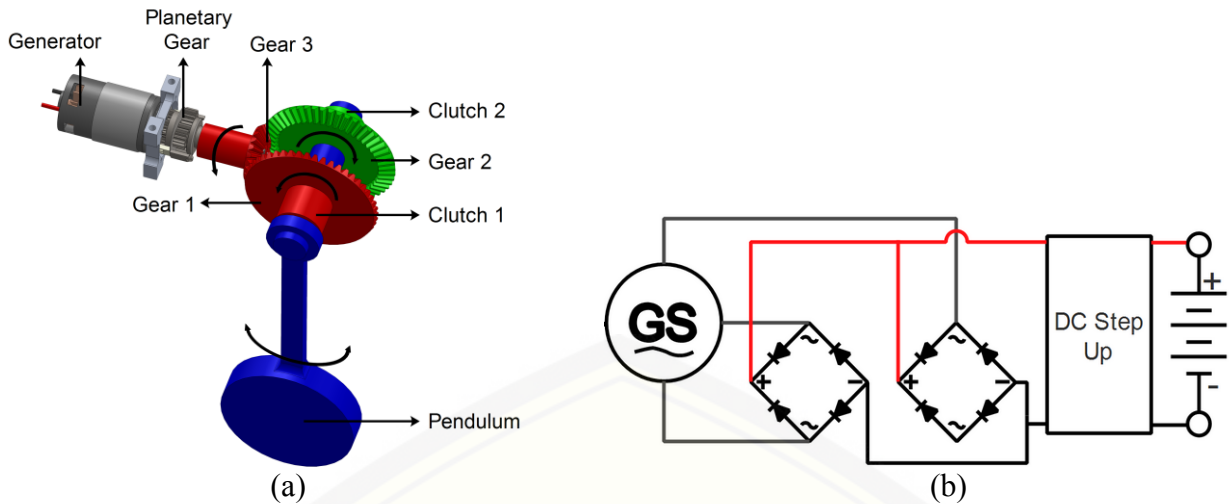 Generator
Planetary
Gear
Gear 3
Clutch 2
Gear 2
Clutch 1
Gear 1
Pendulum
(a)
GS
~
~
+
-
~
~
+
-
~
DC Step
Up
+
-
(b)